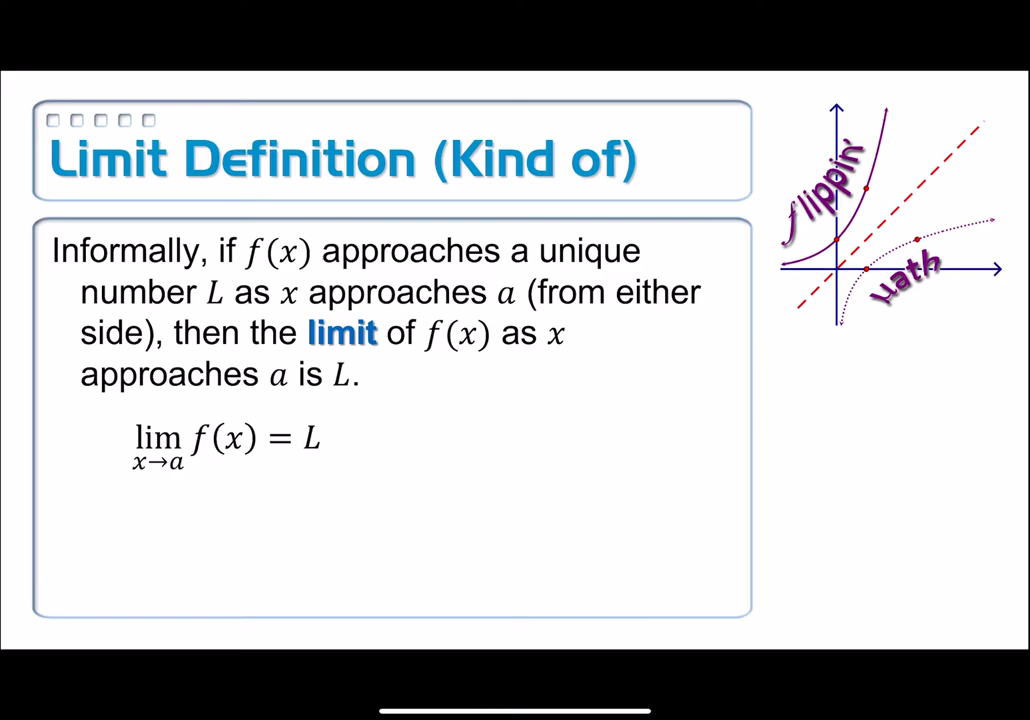 Limit Definition (Kind of)
Informally, if f(x) approaches a unique
number L as x approaches a (from either
side), then the limit of f(x) as x
approaches a is L.
lim f(x) = L
x→a
flippin'
math